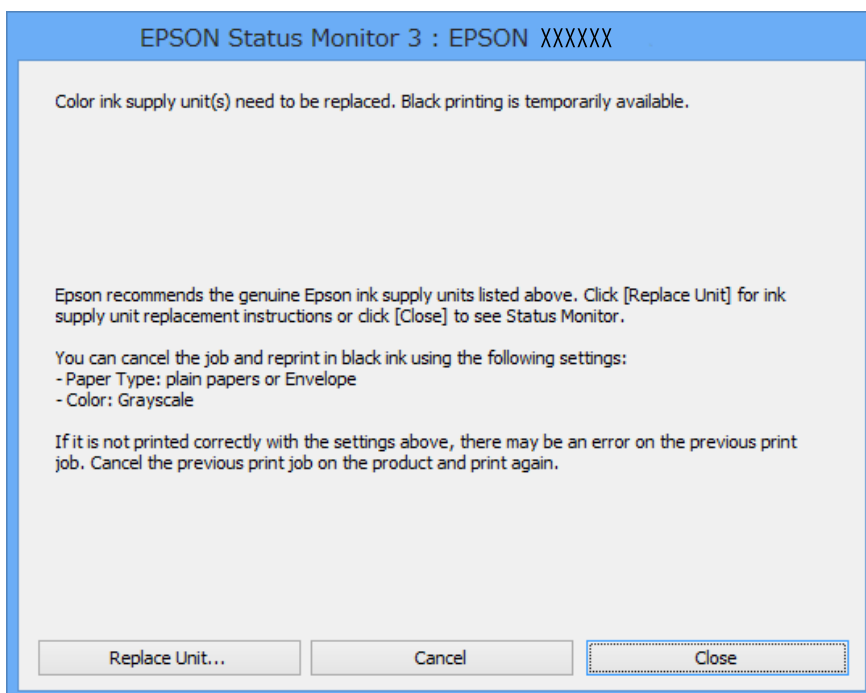 EPSON Status Monitor 3 : EPSON XXXXXX
Color ink supply unit(s) need to be replaced. Black printing is temporarily available.
Epson recommends the genuine Epson ink supply units listed above. Click [Replace Unit] for ink
supply unit replacement instructions or click [Close] to see Status Monitor.
You can cancel the job and reprint in black ink using the following settings:
- Paper Type: plain papers or Envelope
- Color: Grayscale
If it is not printed correctly with the settings above, there may be an error on the previous print
job. Cancel the previous print job on the product and print again.
Replace Unit... Cancel Close